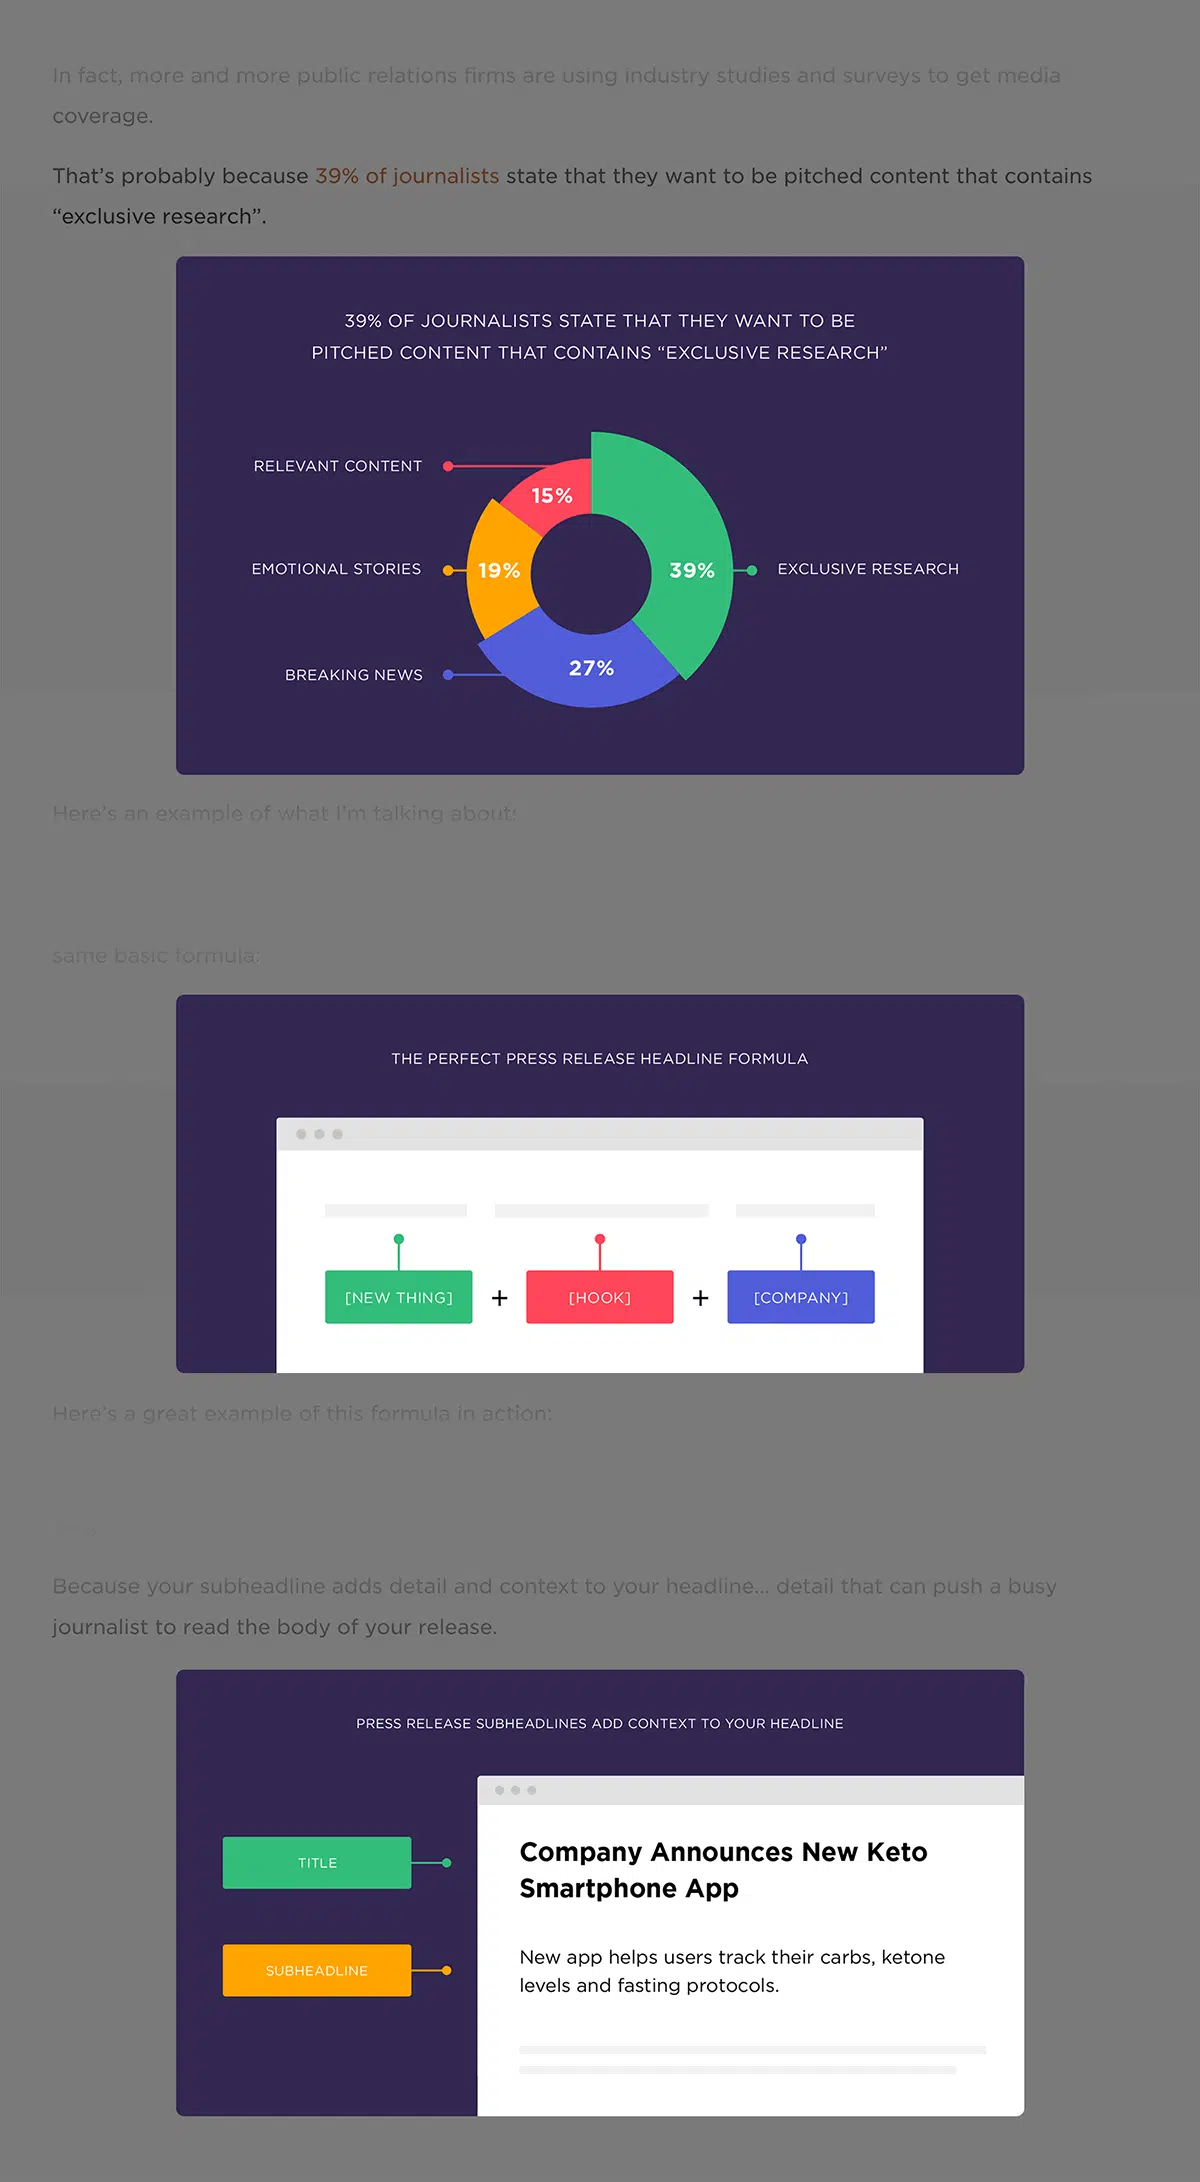 In fact, more and more public relations firms are using industry studies and surveys to get media
coverage.
That’s probably because 39% of journalists state that they want to be pitched content that contains
“exclusive research”.
39% OF JOURNALISTS STATE THAT THEY WANT TO BE
PITCHED CONTENT THAT CONTAINS “EXCLUSIVE RESEARCH”
RELEVANT CONTENT
15%
EMOTIONAL STORIES
19%
39%
EXCLUSIVE RESEARCH
BREAKING NEWS
27%
Here’s an example of what I’m talking about:
same basic formula:
THE PERFECT PRESS RELEASE HEADLINE FORMULA
[NEW THING] + [HOOK] + [COMPANY]
Here’s a great example of this formula in action:
Because your subheadline adds detail and context to your headline... detail that can push a busy
journalist to read the body of your release.
PRESS RELEASE SUBHEADLINES ADD CONTEXT TO YOUR HEADLINE
TITLE
Company Announces New Keto
Smartphone App
SUBHEADLINE
New app helps users track their carbs, ketone
levels and fasting protocols.